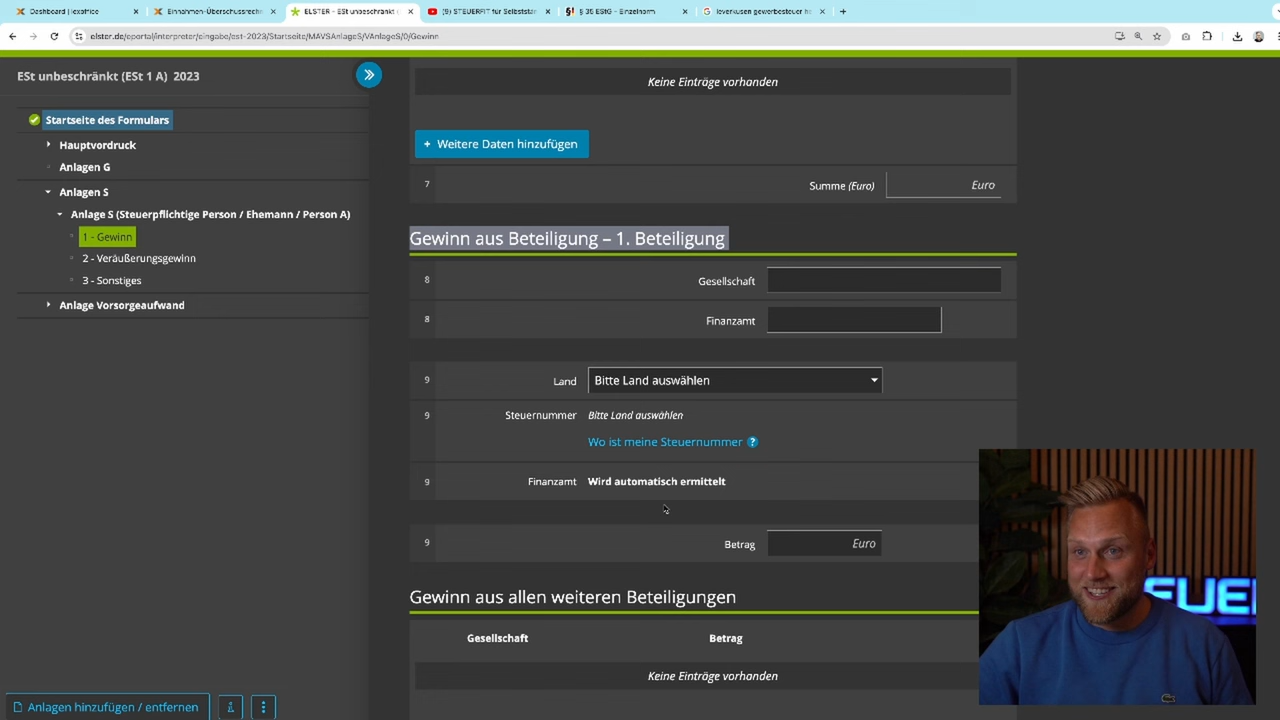 Dashboard | lexoffice
Einnahmen-Überschussrechn
ELSTER - ESt unbeschränkt (
(9) STEUERFIT für Selbststän
§ 35 EStG - Einzelnorm
leverkusen gewerbesteuer he
elster.de/eportal/interpreter/eingabe/est-2023/Startseite/MAVSAnlageS/VAnlageS/0/Gewinn
ESt unbeschränkt (ESt 1 A) 2023
Startseite des Formulars
Hauptvordruck
Anlagen G
Anlagen S
Anlage S (Steuerpflichtige Person / Ehemann / Person A)
1 - Gewinn
2 - Veräußerungsgewinn
3 - Sonstiges
Anlage Vorsorgeaufwand
Anlagen hinzufügen / entfernen
Keine Einträge vorhanden
+ Weitere Daten hinzufügen
7 Summe (Euro) Euro
Gewinn aus Beteiligung – 1. Beteiligung
8 Gesellschaft
8 Finanzamt
9 Land Bitte Land auswählen
9 Steuernummer Bitte Land auswählen
Wo ist meine Steuernummer ?
9 Finanzamt Wird automatisch ermittelt
9 Betrag Euro
Gewinn aus allen weiteren Beteiligungen
Gesellschaft Betrag
Keine Einträge vorhanden